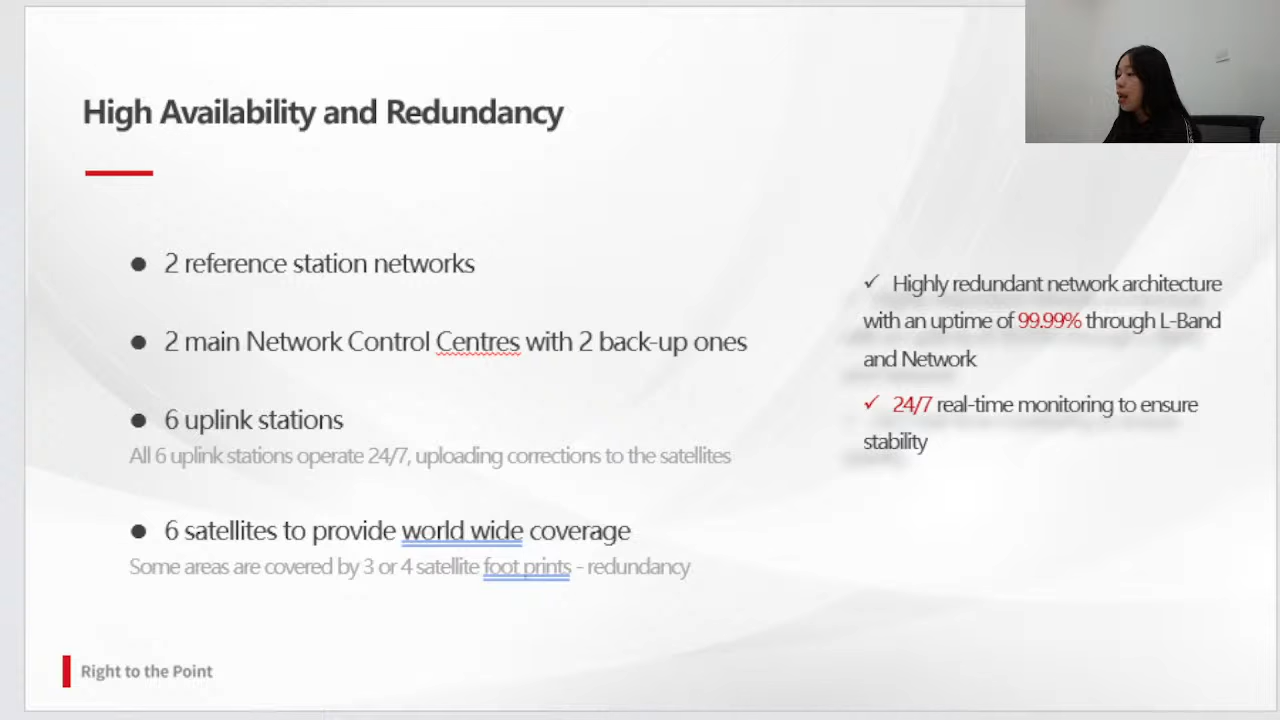 High Availability and Redundancy
● 2 reference station networks
● 2 main Network Control Centres with 2 back-up ones
● 6 uplink stations
All 6 uplink stations operate 24/7, uploading corrections to the satellites
● 6 satellites to provide world wide coverage
Some areas are covered by 3 or 4 satellite foot prints - redundancy
✓ Highly redundant network architecture
with an uptime of 99.99% through L-Band
and Network
✓ 24/7 real-time monitoring to ensure
stability
Right to the Point